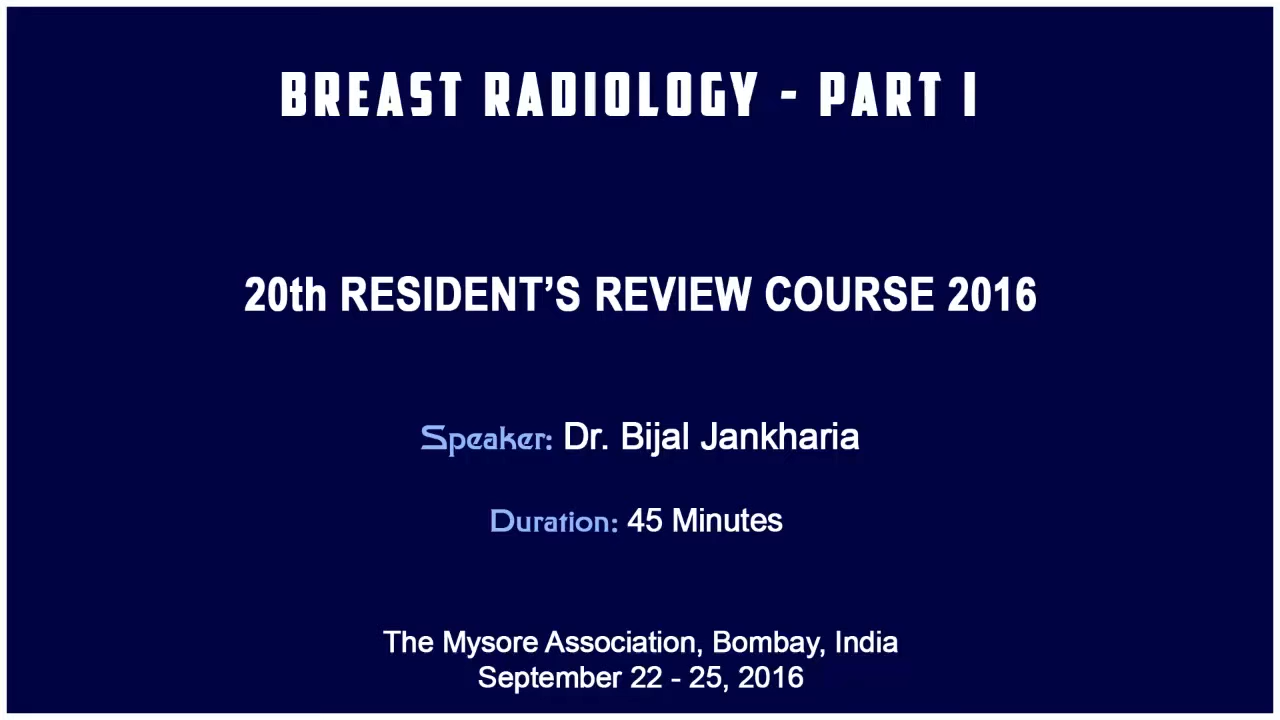 BREAST RADIOLOGY - PART I
20th RESIDENT'S REVIEW COURSE 2016
Speaker: Dr. Bijal Jankharia
Duration: 45 Minutes
The Mysore Association, Bombay, India
September 22 - 25, 2016